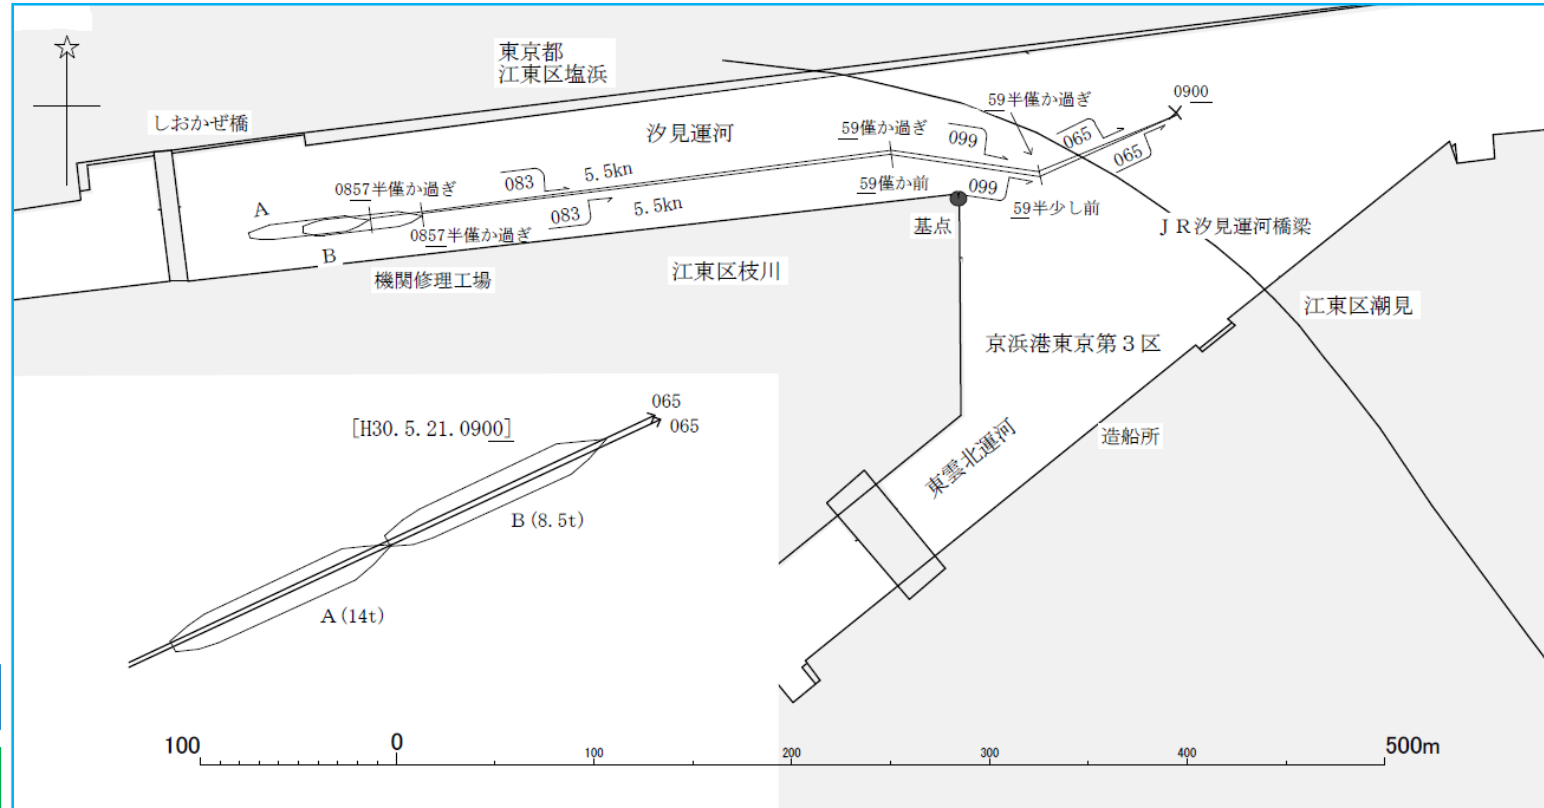 東京都
江東区塩浜
しおかぜ橋
汐見運河
59半僅か過ぎ
0900
59僅か過ぎ
099
065
065
0857半僅か過ぎ
083
5.5kn
59僅か前
099
59半少し前
A
083
5.5kn
0857半僅か過ぎ
B
基点
JR汐見運河橋梁
機関修理工場
江東区枝川
江東区潮見
京浜港東京第3区
造船所
東雲北運河
[H30.5.21.0900]
065
065
B(8.5t)
A(14t)
100
0
100
200
300
400
500m